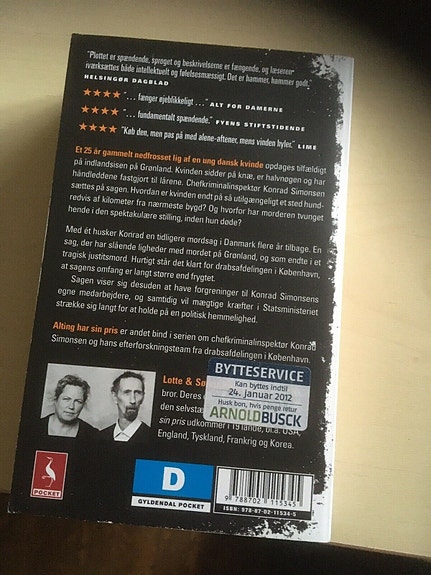 "Plottet er spændende, sproget og beskrivelserne er fængende, og læseren
iværksættes både intellektuelt og følelsesmæssigt. Det er hammer, hammer godt."
HELSINGØR DAGBLAD
★★★★ "... fænger øjeblikkeligt ..." ALT FOR DAMERNE
★★★★ "... fundamentalt spændende." FYENS STIFTSTIDENDE
★★★★ "Køb den, men pas på med alene-aftener, mens vinden hyler." LIME
Et 25 år gammelt nedfrosset lig af en ung dansk kvinde opdages tilfældigt
på indlandsisen på Grønland. Kvinden sidder på knæ, er halvnøgen og har
håndleddene fastgjort til lårene. Chefkriminalinspektør Konrad Simonsen
sættes på sagen. Hvordan er kvinden endt på så utilgængeligt et sted hund-
redvis af kilometer fra nærmeste bygd? Og hvorfor har morderen tvunget
hende i den spektakulære stilling, inden hun døde?
Med ét husker Konrad en tidligere mordsag i Danmark flere år tilbage. En
sag, der har slående ligheder med mordet på Grønland, og som endte i et
tragisk justitsmord. Hurtigt står det klart for drabsafdelingen i København,
at sagens omfang er langt større end frygtet.
Sagen viser sig desuden at have forgreninger til Konrad Simonsens
egne medarbejdere, og samtidig vil mægtige kræfter i Statsministeriet
strække sig langt for at holde på en politisk hemmelighed.
Alting har sin pris er andet bind i serien om chefkriminalinspektør Konrad
Simonsen og hans efterforskningsteam fra drabsafdelingen i København.
Lotte & Sø
bror. Deres
den selvstæ
sin pris udkommer i 19 lande, bl.a. USA,
England, Tyskland, Frankrig og Korea.
BYTTESERVICE
Kan byttes indtil
24. januar 2012
Husk bon, hvis penge retur
ARNOLDBUSCK
POCKET
D
GYLDENDAL POCKET
9 788702 115345
ISBN: 978-87-02-11534-5